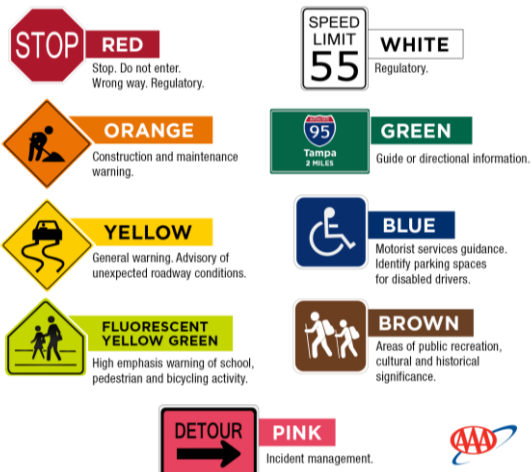 STOP
RED
Stop. Do not enter.
Wrong way. Regulatory.
SPEED
LIMIT
55
WHITE
Regulatory.
ORANGE
Construction and maintenance
warning.
INTERSTATE
95
Tampa
2 MILES
GREEN
Guide or directional information.
YELLOW
General warning. Advisory of
unexpected roadway conditions.
BLUE
Motorist services guidance.
Identify parking spaces
for disabled drivers.
FLUORESCENT
YELLOW GREEN
High emphasis warning of school,
pedestrian and bicycling activity.
BROWN
Areas of public recreation,
cultural and historical
significance.
DETOUR
PINK
Incident management.
AAA